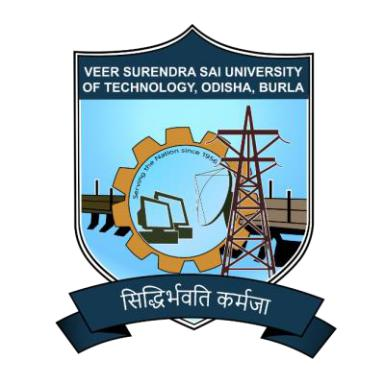 VEER SURENDRA SAI UNIVERSITY
OF TECHNOLOGY, ODISHA, BURLA
Serving the Nation since 1956
सिद्धिर्भवति कर्मजा